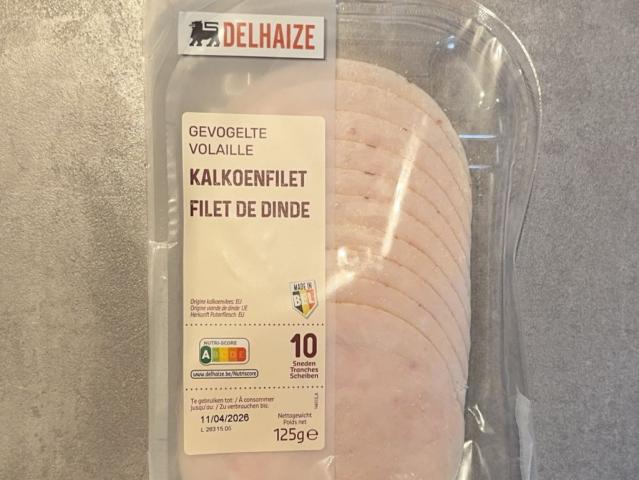 DELHAIZE
GEVOGELTE
VOLAILLE
KALKOENFILET
FILET DE DINDE
MADE IN
BEL
Origine kalkoenvlees: EU
Origine viande de dinde: UE
Herkunft Putenfleisch: EU
NUTRI-SCORE
A B C D E
www.delhaize.be/Nutriscore
10
Sneden
Tranches
Scheiben
Te gebruiken tot: / À consommer
jusqu'au: / Zu verbrauchen bis:
11/04/2026
Nettogewicht
Poids net
125g e